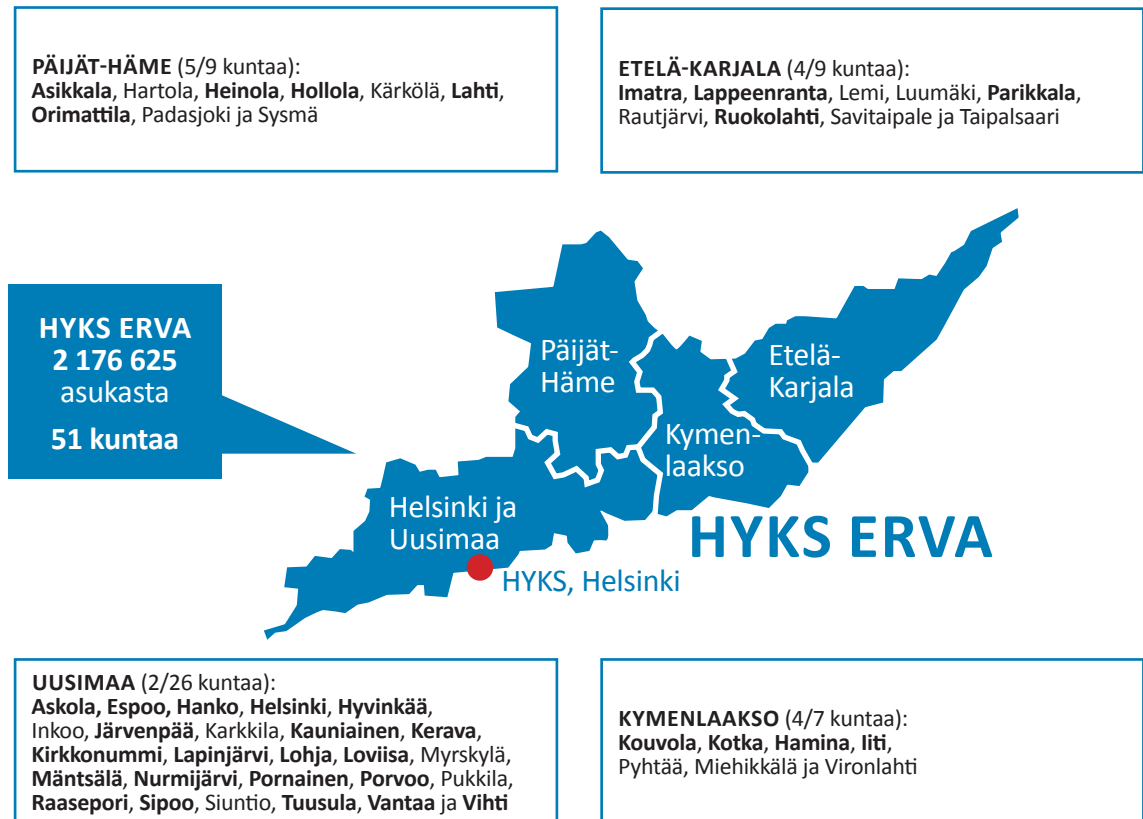 PÄIJÄT-HÄME (5/9 kuntaa):
Asikkala, Hartola, Heinola, Hollola, Kärkölä, Lahti,
Orimattila, Padasjoki ja Sysmä
ETELÄ-KARJALA (4/9 kuntaa):
Imatra, Lappeenranta, Lemi, Luumäki, Parikkala,
Rautjärvi, Ruokolahti, Savitaipale ja Taipalsaari
HYKS ERVA
2 176 625
asukasta
51 kuntaa
Päijät-
Häme
Etelä-
Karjala
Kymen-
laakso
Helsinki ja
Uusimaa
HYKS ERVA
HYKS, Helsinki
UUSIMAA (2/26 kuntaa):
Askola, Espoo, Hanko, Helsinki, Hyvinkää,
Inkoo, Järvenpää, Karkkila, Kauniainen, Kerava,
Kirkkonummi, Lapinjärvi, Lohja, Loviisa, Myrskylä,
Mäntsälä, Nurmijärvi, Pornainen, Porvoo, Pukkila,
Raasepori, Sipoo, Siuntio, Tuusula, Vantaa ja Vihti
KYMENLAAKSO (4/7 kuntaa):
Kouvola, Kotka, Hamina, Iiti,
Pyhtää, Miehikkälä ja Vironlahti